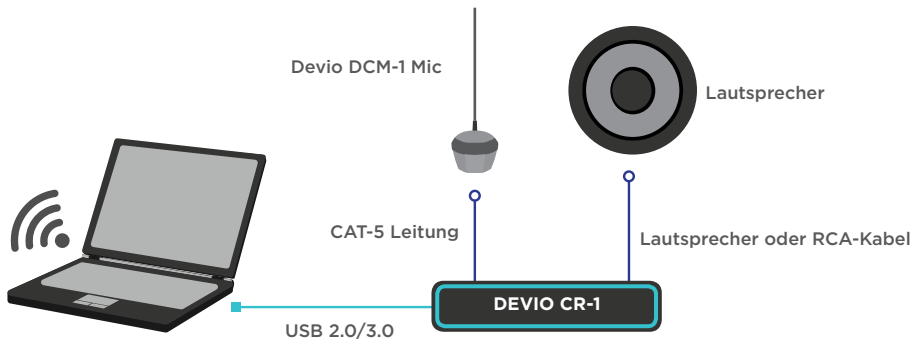 Devio DCM-1 Mic
Lautsprecher
CAT-5 Leitung
Lautsprecher oder RCA-Kabel
DEVIO CR-1
USB 2.0/3.0